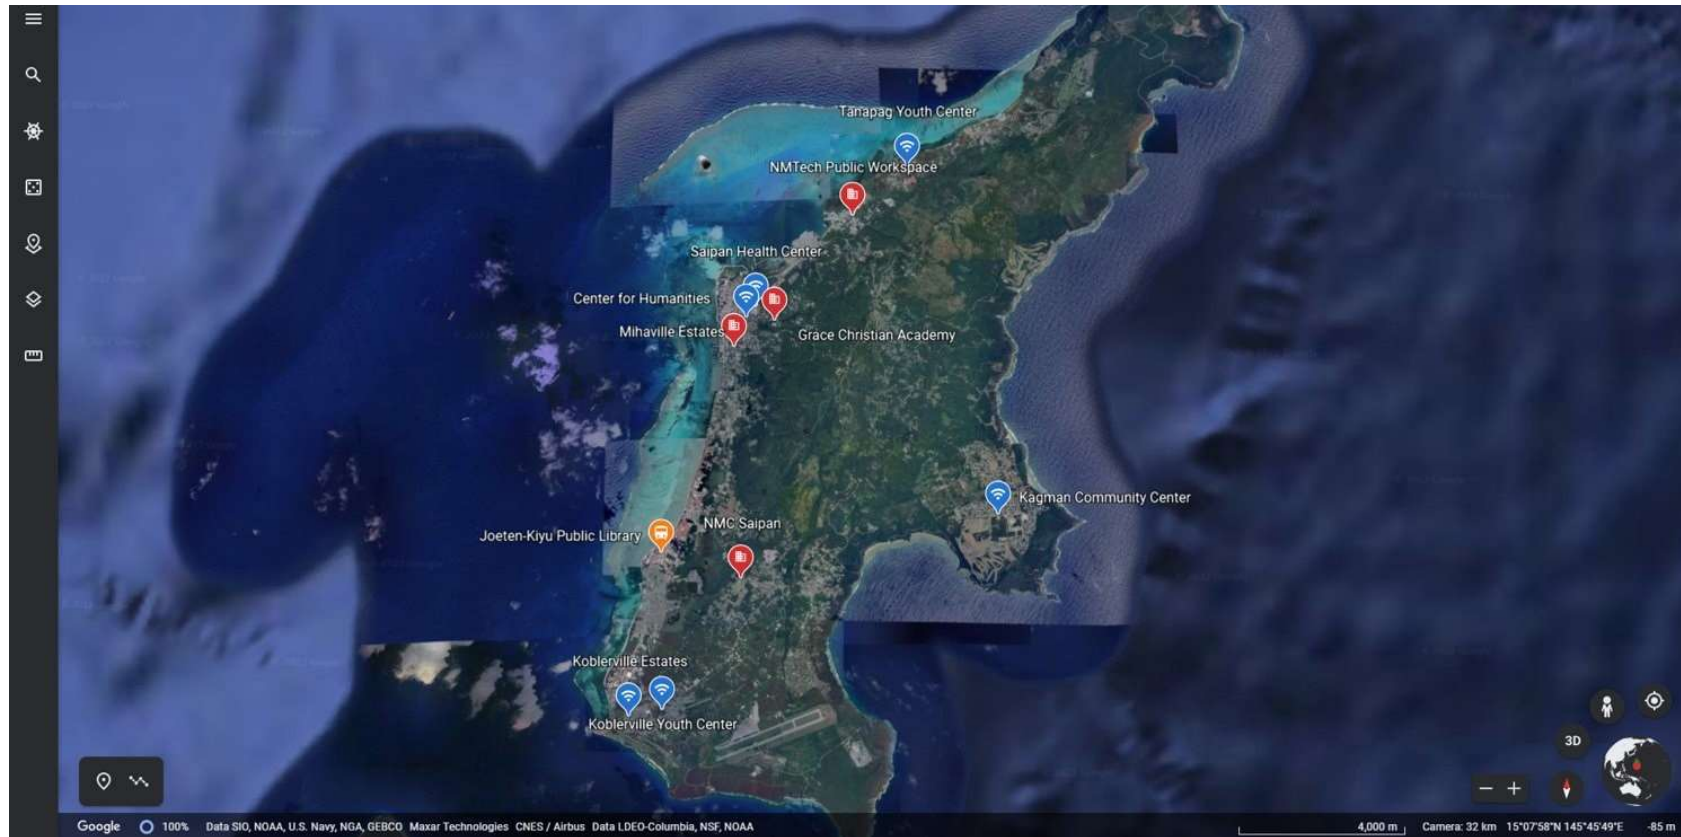 Tanapag Youth Center
NMTech Public Workspace
Saipan Health Center
Center for Humanities
Mihaville Estates
Grace Christian Academy
Kagman Community Center
NMC Saipan
Joeten-Kiyu Public Library
Koblerville Estates
Koblerville Youth Center
3D
Google 100% Data SIO, NOAA, U.S. Navy, NGA, GEBCO Maxar Technologies CNES / Airbus Data LDEO-Columbia, NSF, NOAA 4,000 m Camera: 32 km 15°07'58"N 145°45'49"E -85 m